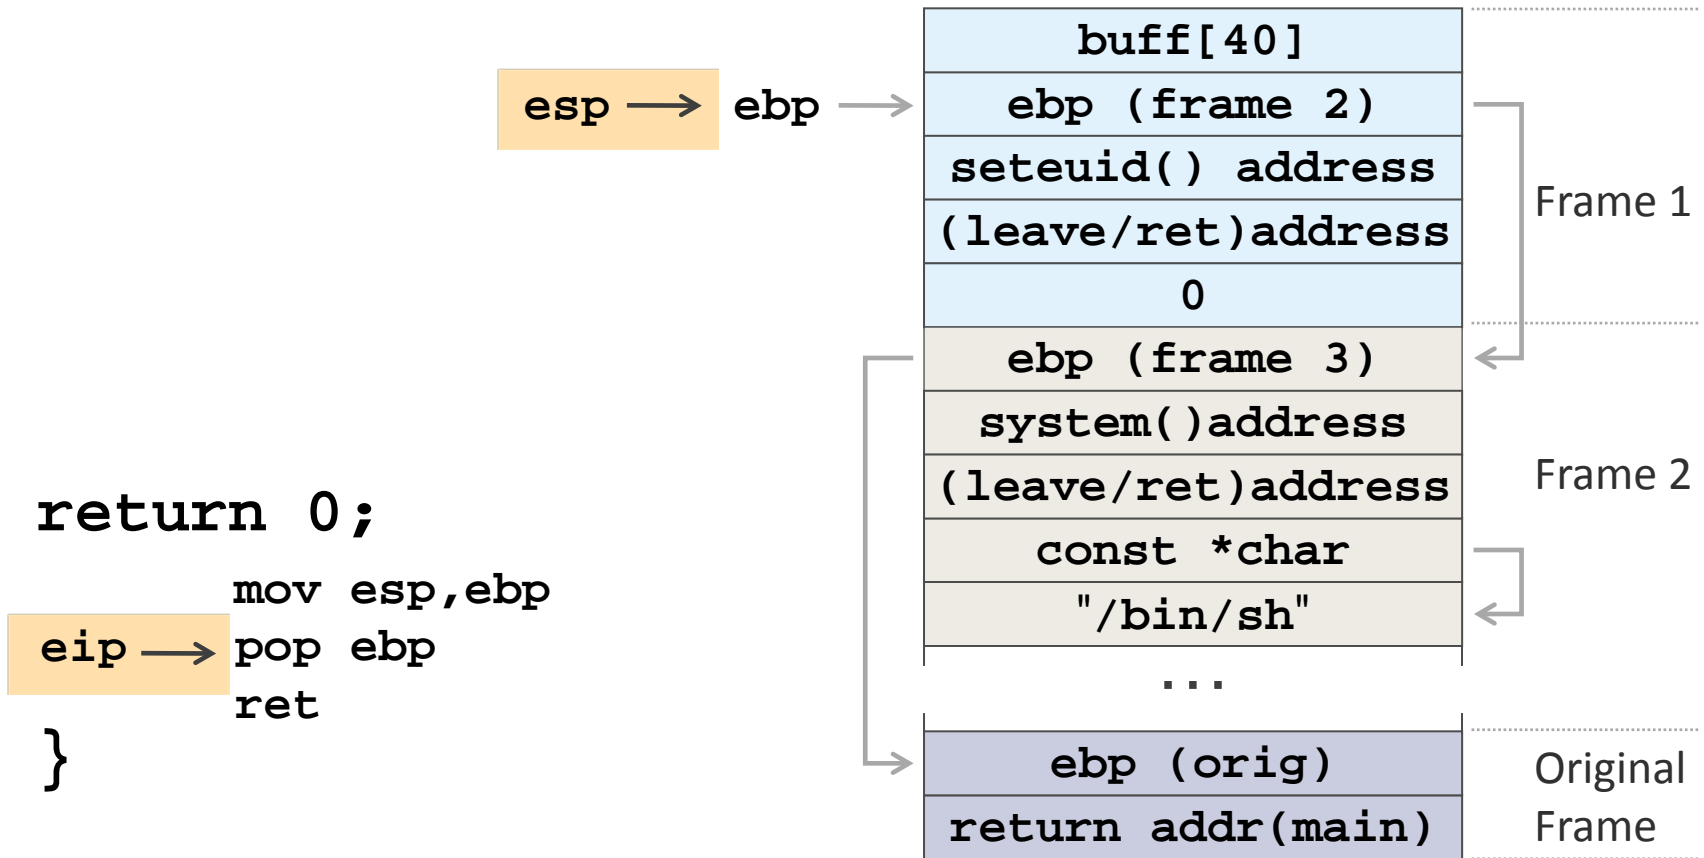 buff[40]
esp ebp ebp (frame 2)
seteuid() address
Frame 1
(leave/ret)address
0
ebp (frame 3)
system()address
Frame 2
(leave/ret)address
const *char
"/bin/sh"
...
ebp (orig)
Original
return addr(main)
Frame
return 0;
mov esp,ebp
eip pop ebp
ret
}